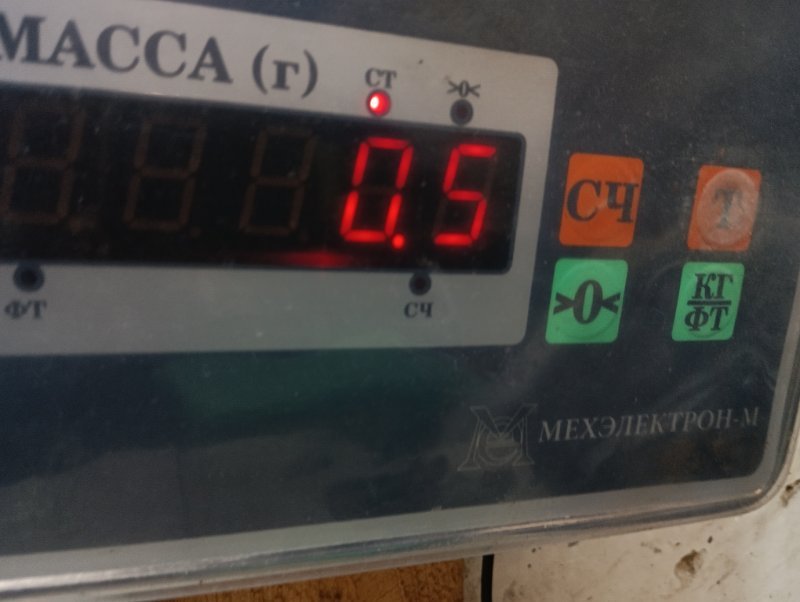 МАССА (г)
СТ
>0<
0.5
ФТ
СЧ
СЧ
Т
>0<
КГ
ФТ
МЕХЭЛЕКТРОН-М